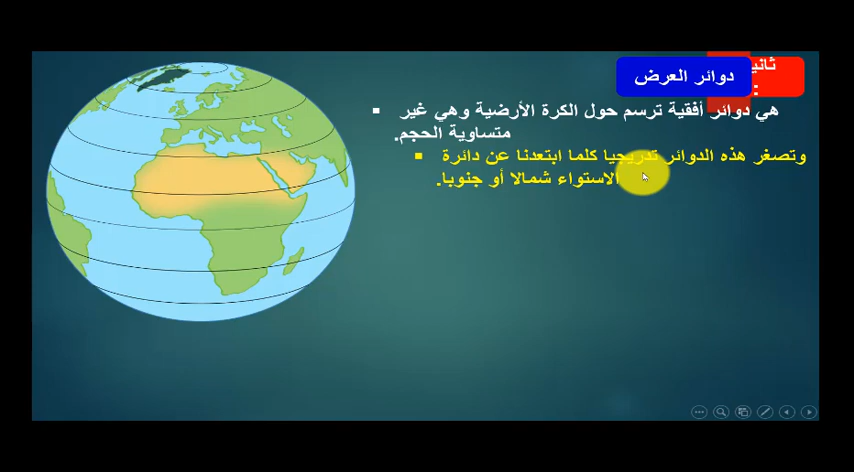 ثاني
:
دوائر العرض
هي دوائر أفقية ترسم حول الكرة الأرضية وهي غير
متساوية الحجم.
وتصغر هذه الدوائر تدريجيا كلما ابتعدنا عن دائرة
الاستواء شمالا أو جنوبا.